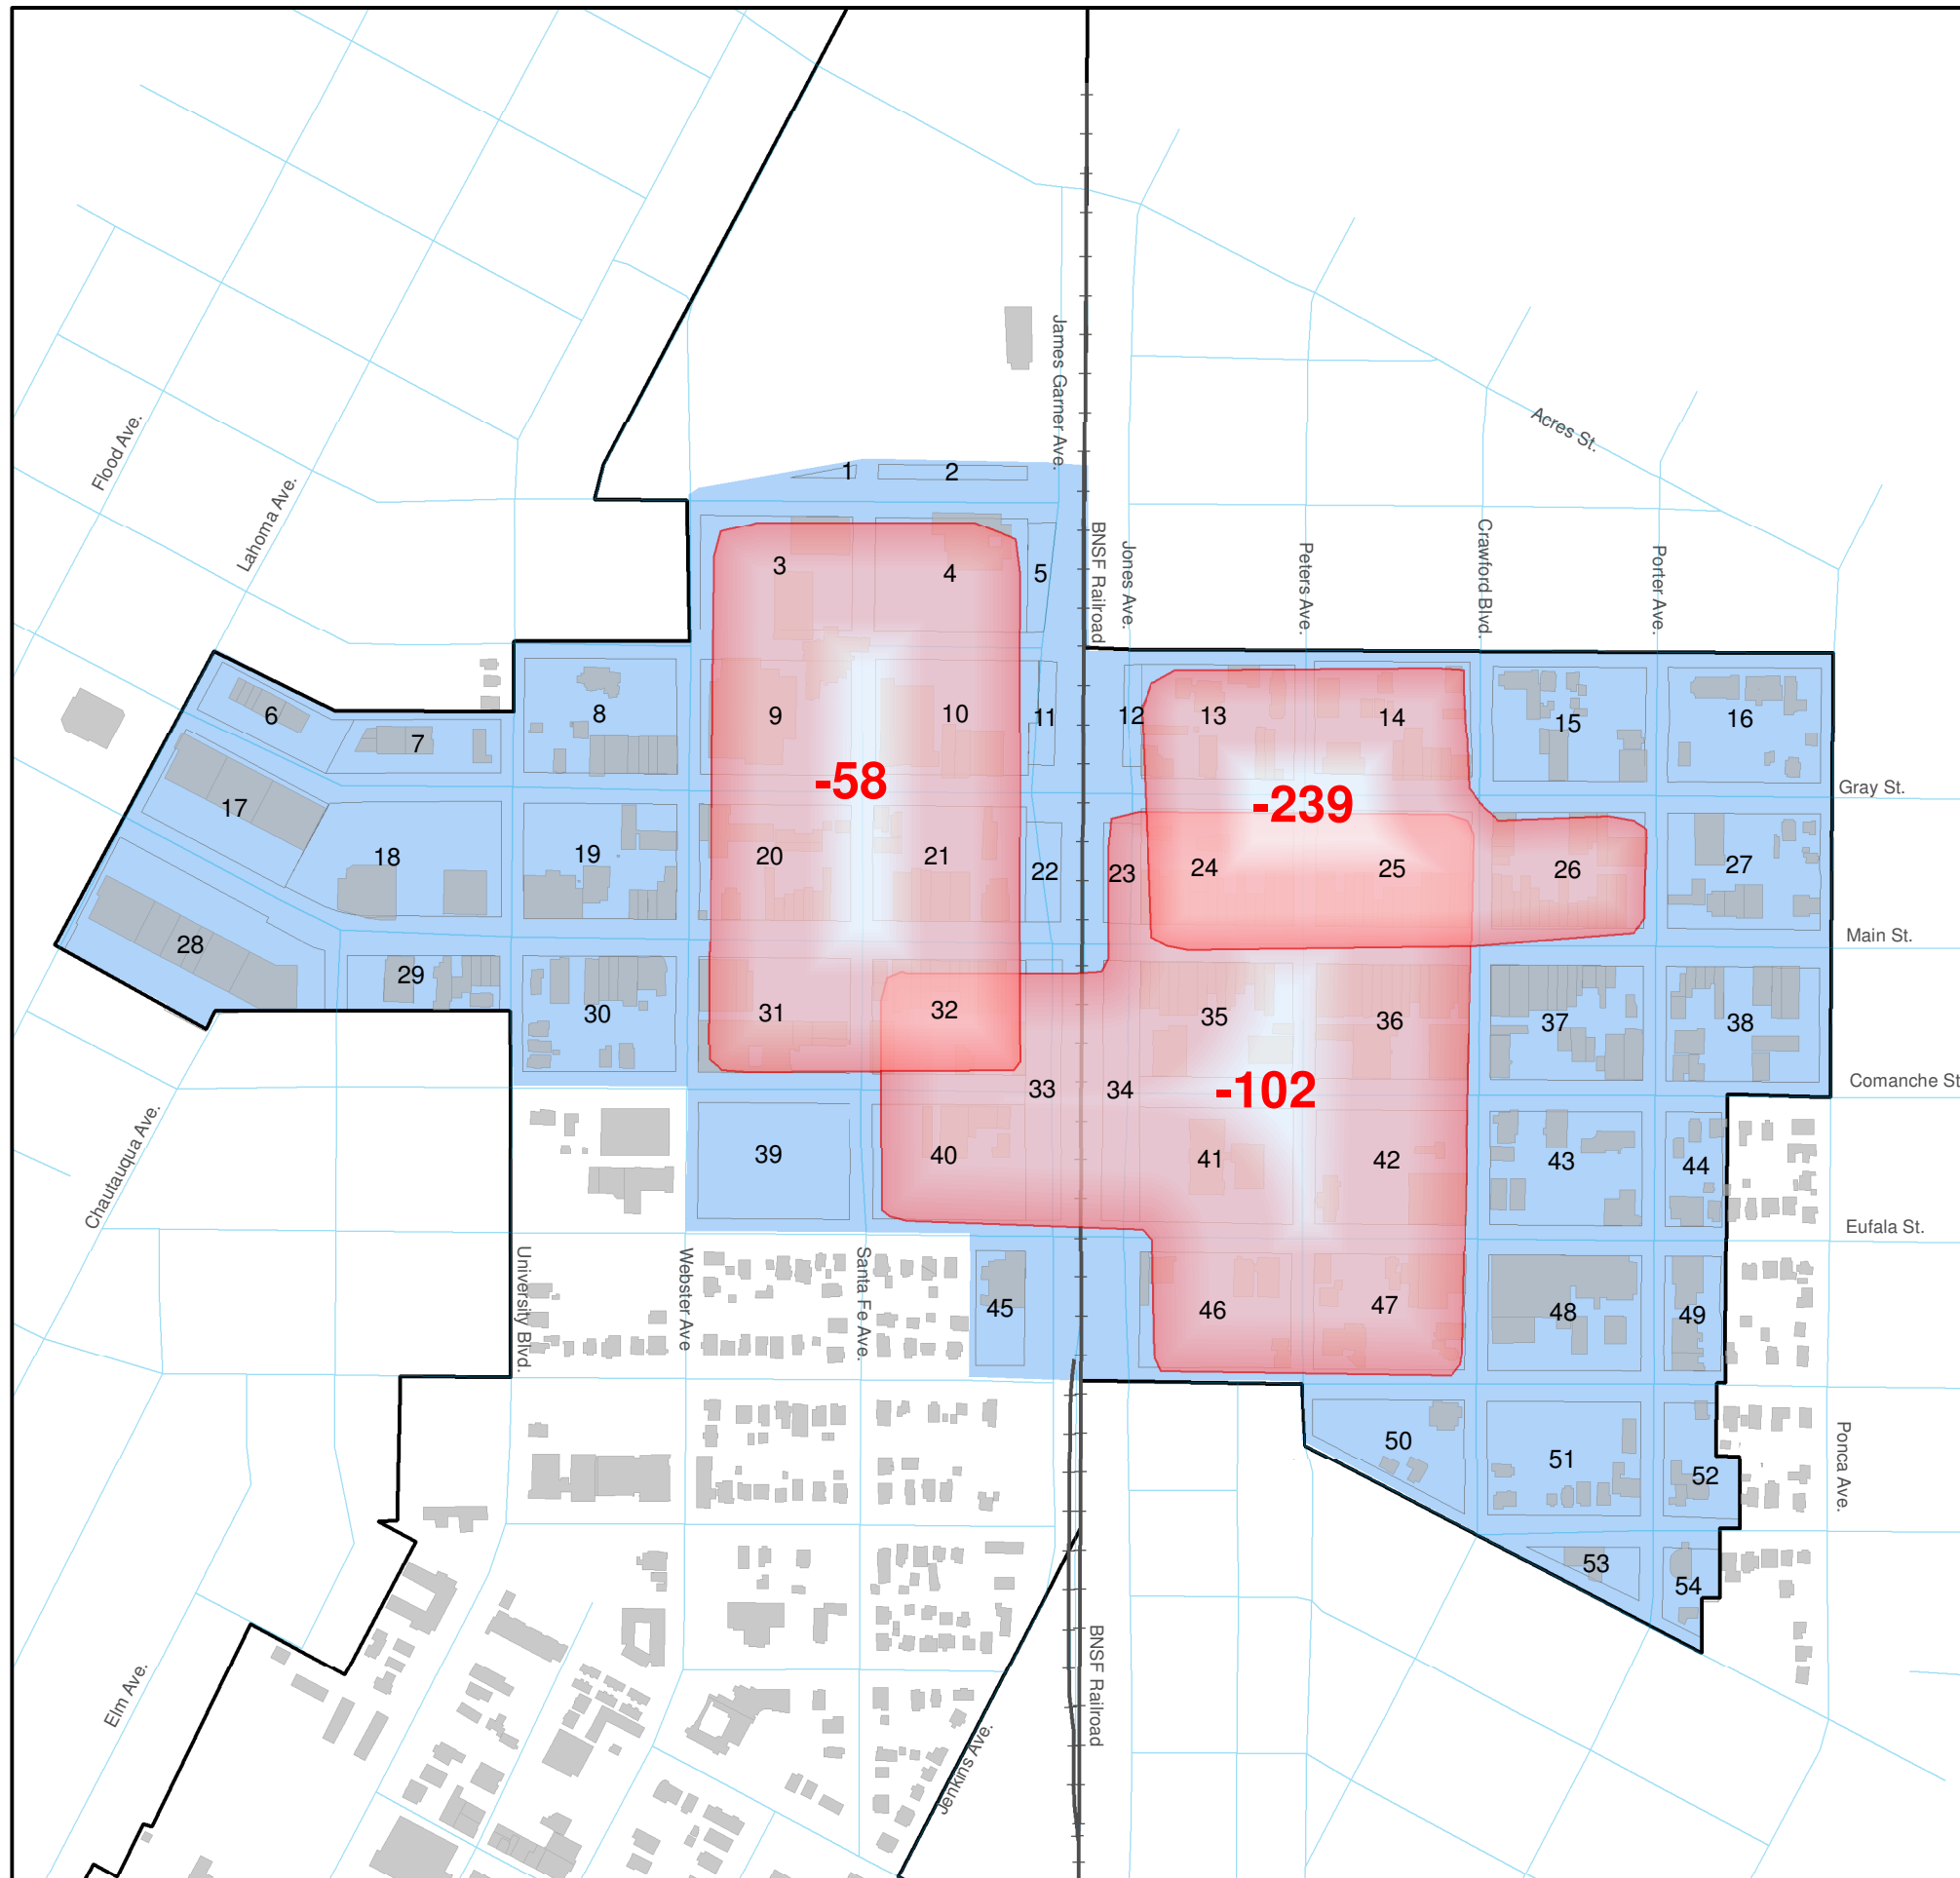 Flood Ave.
Lahoma Ave.
James Garner Ave.
Acres St.
BNSF Railroad
Jones Ave.
Peters Ave.
Crawford Blvd.
Porter Ave.
1
2
3
4
5
6
7
8
9
10
11
12
13
14
15
16
-58
-239
Gray St.
17
18
19
20
21
22
23
24
25
26
27
Main St.
28
29
30
31
32
33
34
35
36
37
38
-102
Comanche St
Chautauqua Ave.
39
40
41
42
43
44
Eufala St.
University Blvd.
Webster Ave
Santa Fe Ave.
45
46
47
48
49
50
51
52
Ponca Ave.
53
54
Elm Ave.
Jenkins Ave.
BNSF Railroad